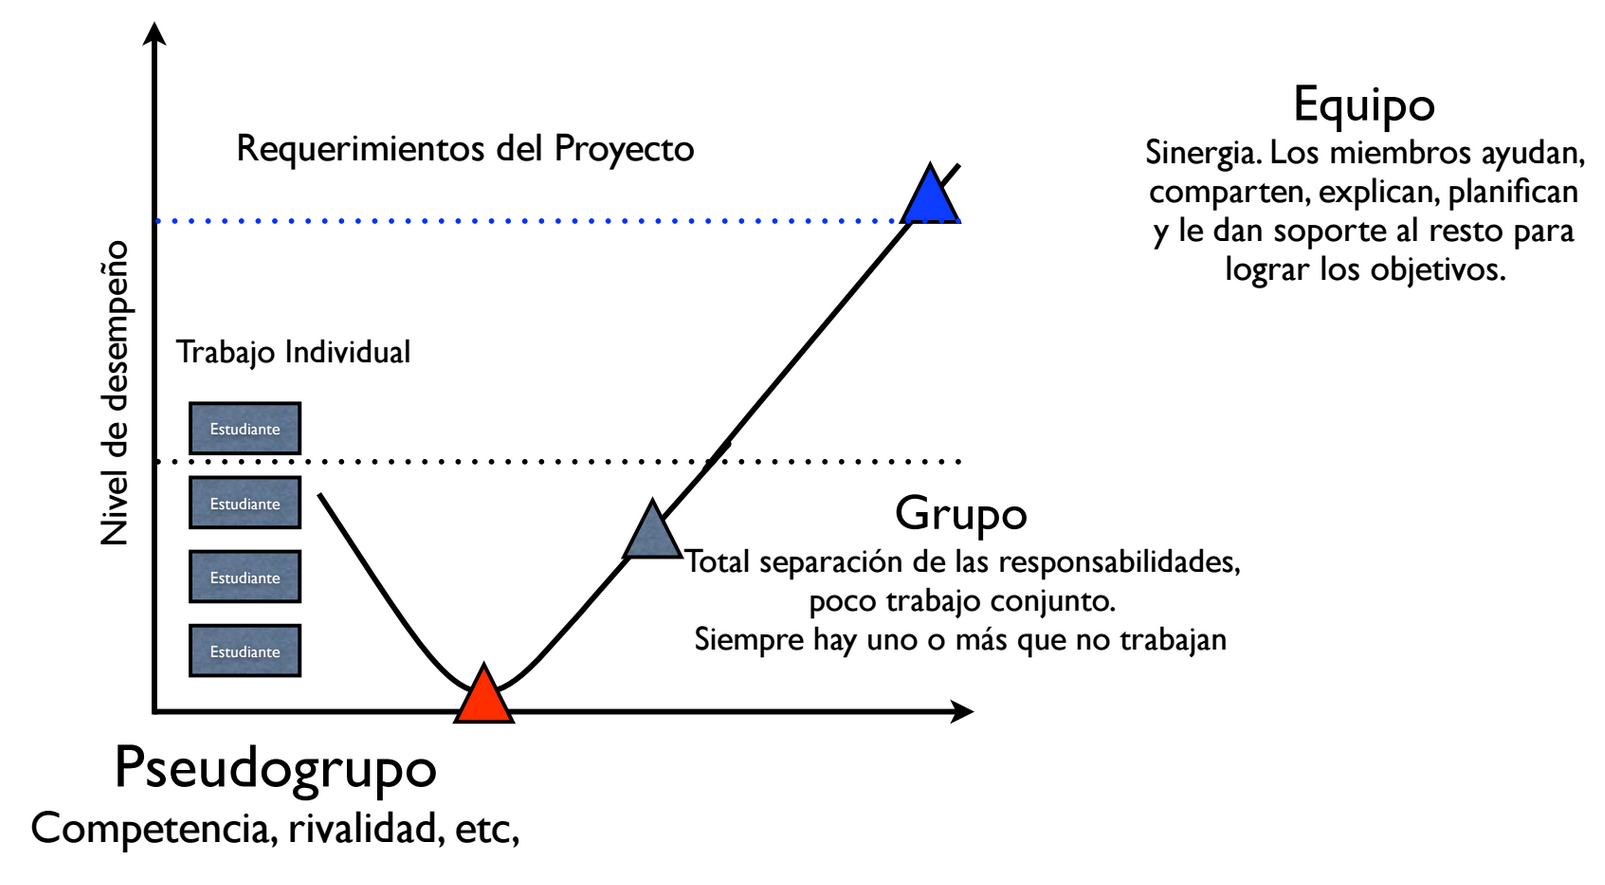 Equipo
Sinergia. Los miembros ayudan,
comparten, explican, planifican
y le dan soporte al resto para
lograr los objetivos.
Requerimientos del Proyecto
Nivel de desempeño
Trabajo Individual
Estudiante
Estudiante
Estudiante
Estudiante
Grupo
Total separación de las responsabilidades,
poco trabajo conjunto.
Siempre hay uno o más que no trabajan
Pseudogrupo
Competencia, rivalidad, etc,